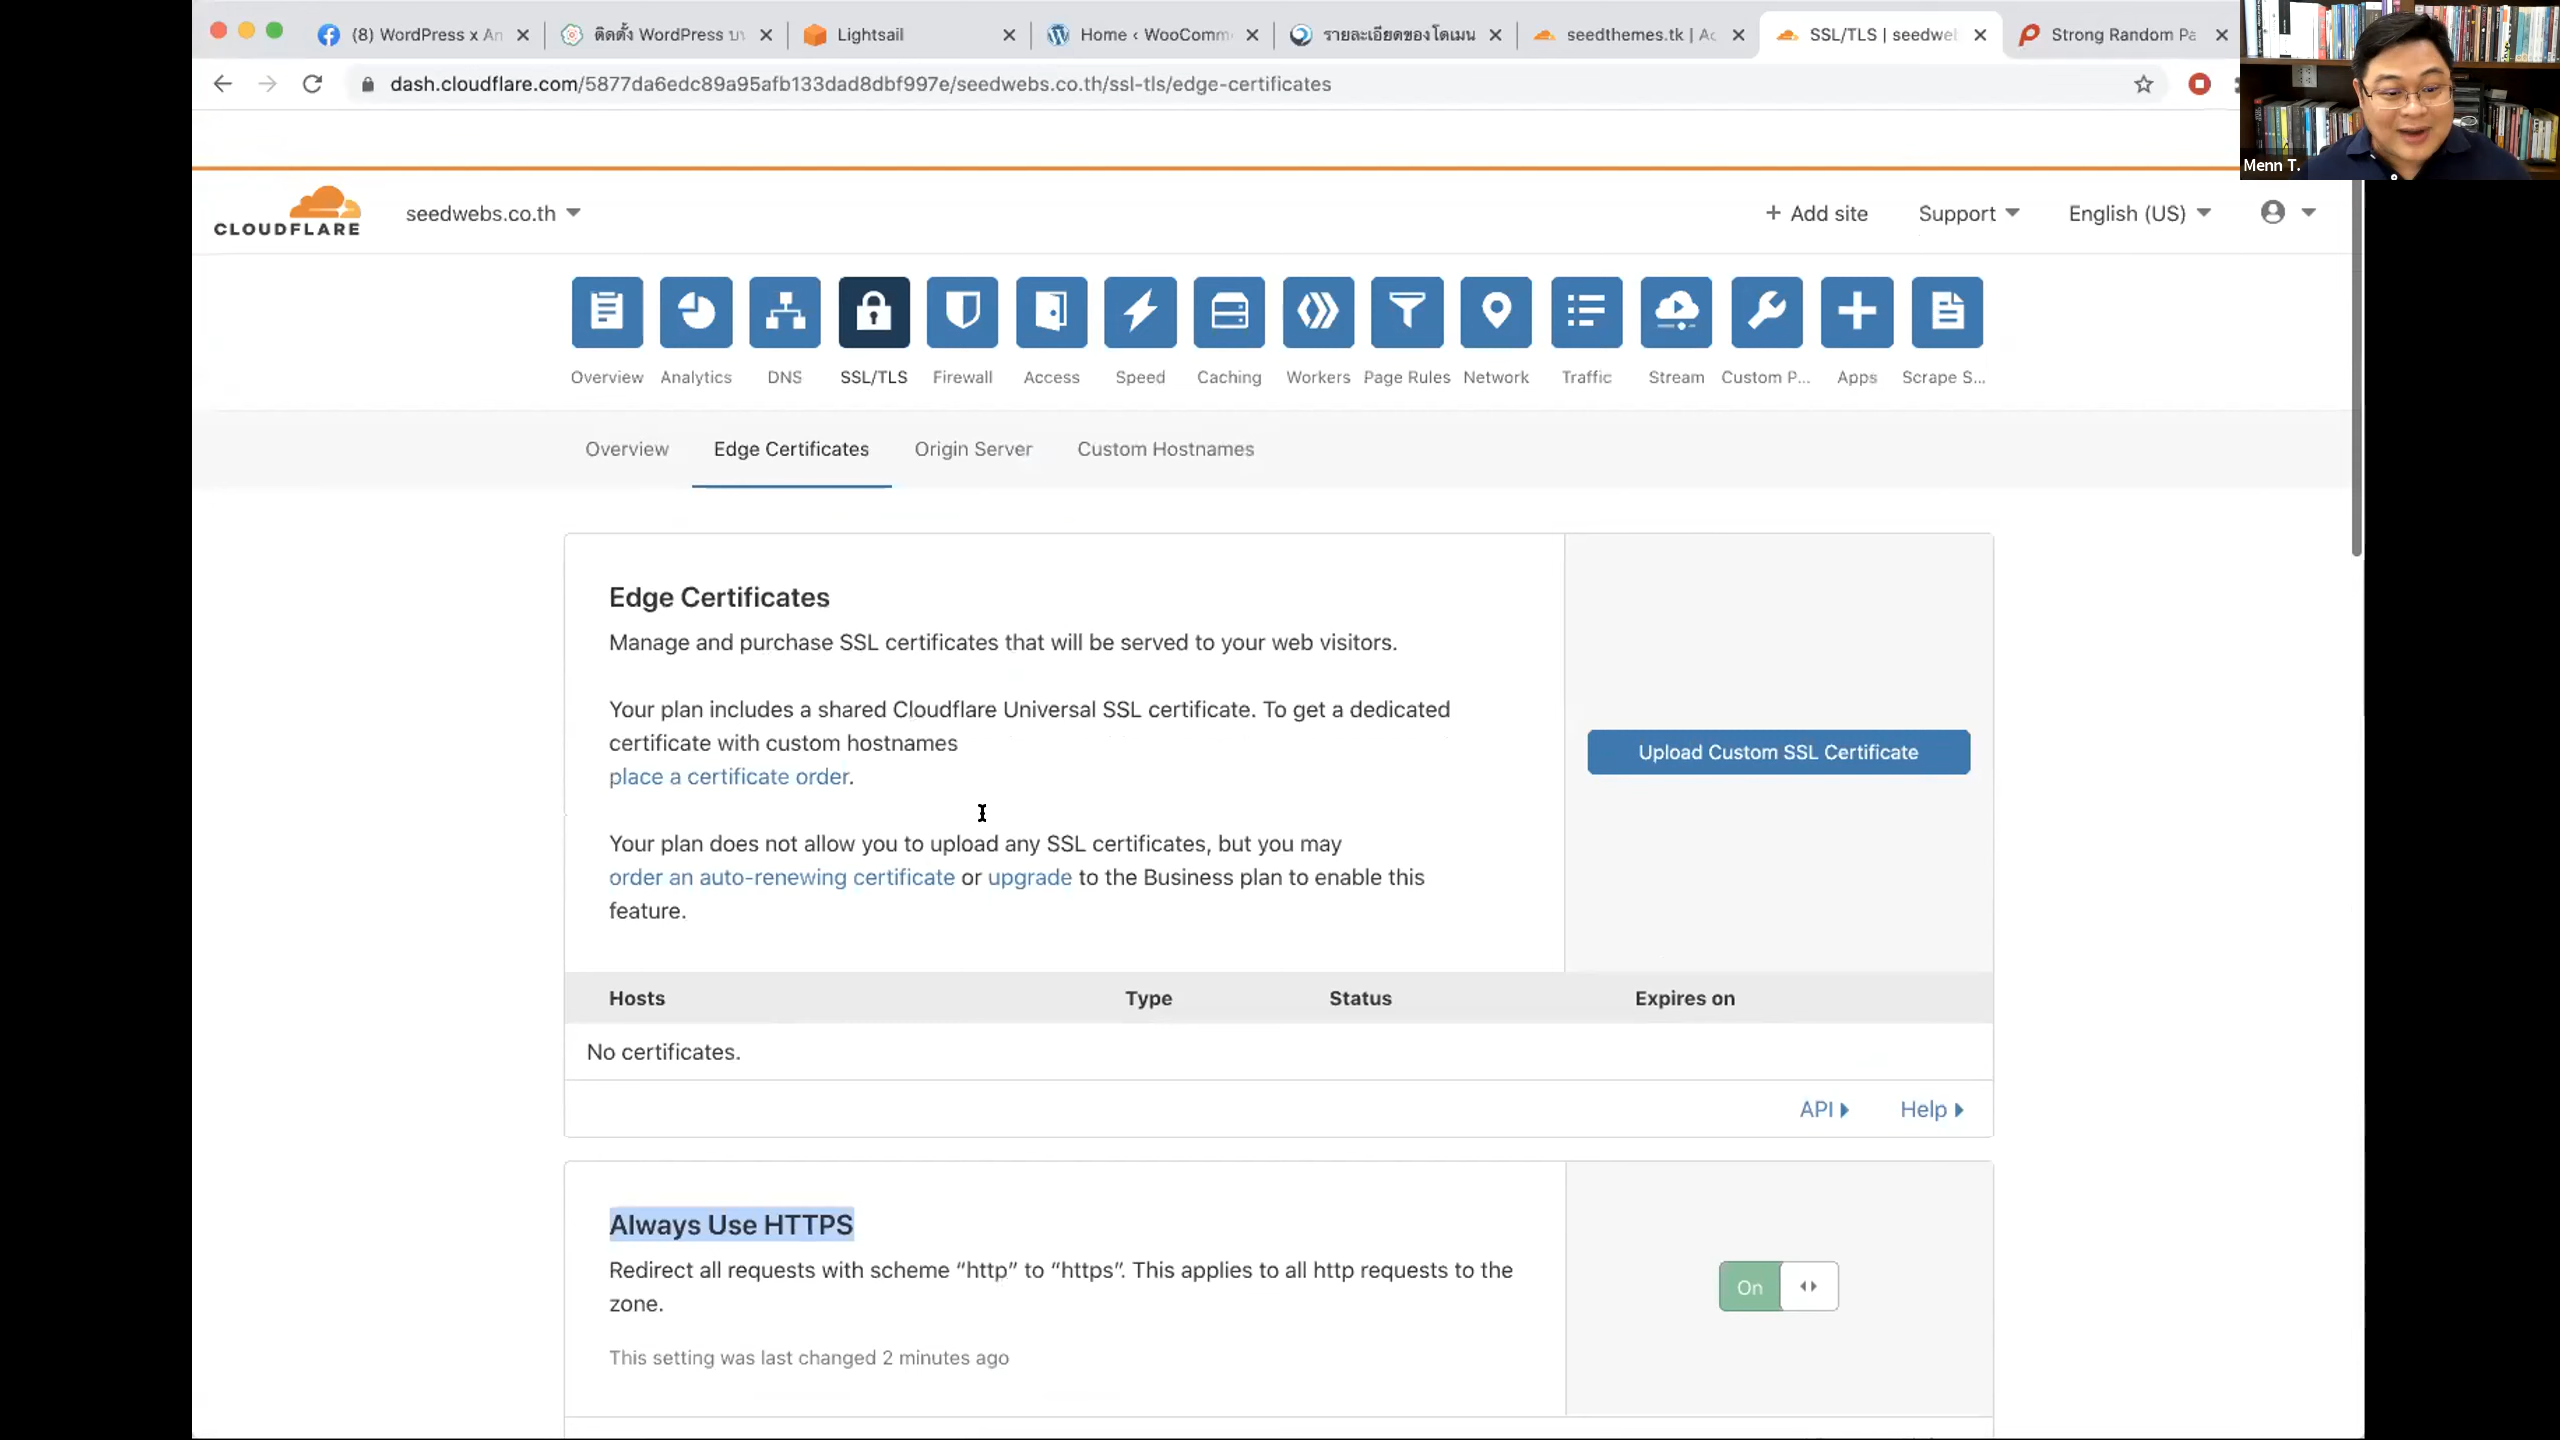 (8) WordPress x An
ติดตั้ง WordPress บน
Lightsail
Home ‹ WooComm
รายละเอียดของโดเมน
seedthemes.tk | Ac
SSL/TLS | seedwel
Strong Random Pa
dash.cloudflare.com/5877da6edc89a95afb133dad8dbf997e/seedwebs.co.th/ssl-tls/edge-certificates
Menn T.
CLOUDFLARE
seedwebs.co.th
+ Add site
Support
English (US)
Overview
Analytics
DNS
SSL/TLS
Firewall
Access
Speed
Caching
Workers
Page Rules
Network
Traffic
Stream
Custom P...
Apps
Scrape S...
Overview
Edge Certificates
Origin Server
Custom Hostnames
Edge Certificates
Manage and purchase SSL certificates that will be served to your web visitors.
Your plan includes a shared Cloudflare Universal SSL certificate. To get a dedicated
certificate with custom hostnames
place a certificate order.
Upload Custom SSL Certificate
Your plan does not allow you to upload any SSL certificates, but you may
order an auto-renewing certificate or upgrade to the Business plan to enable this
feature.
Hosts Type Status Expires on
No certificates.
API
Help
Always Use HTTPS
Redirect all requests with scheme “http” to “https”. This applies to all http requests to the
zone.
On
This setting was last changed 2 minutes ago